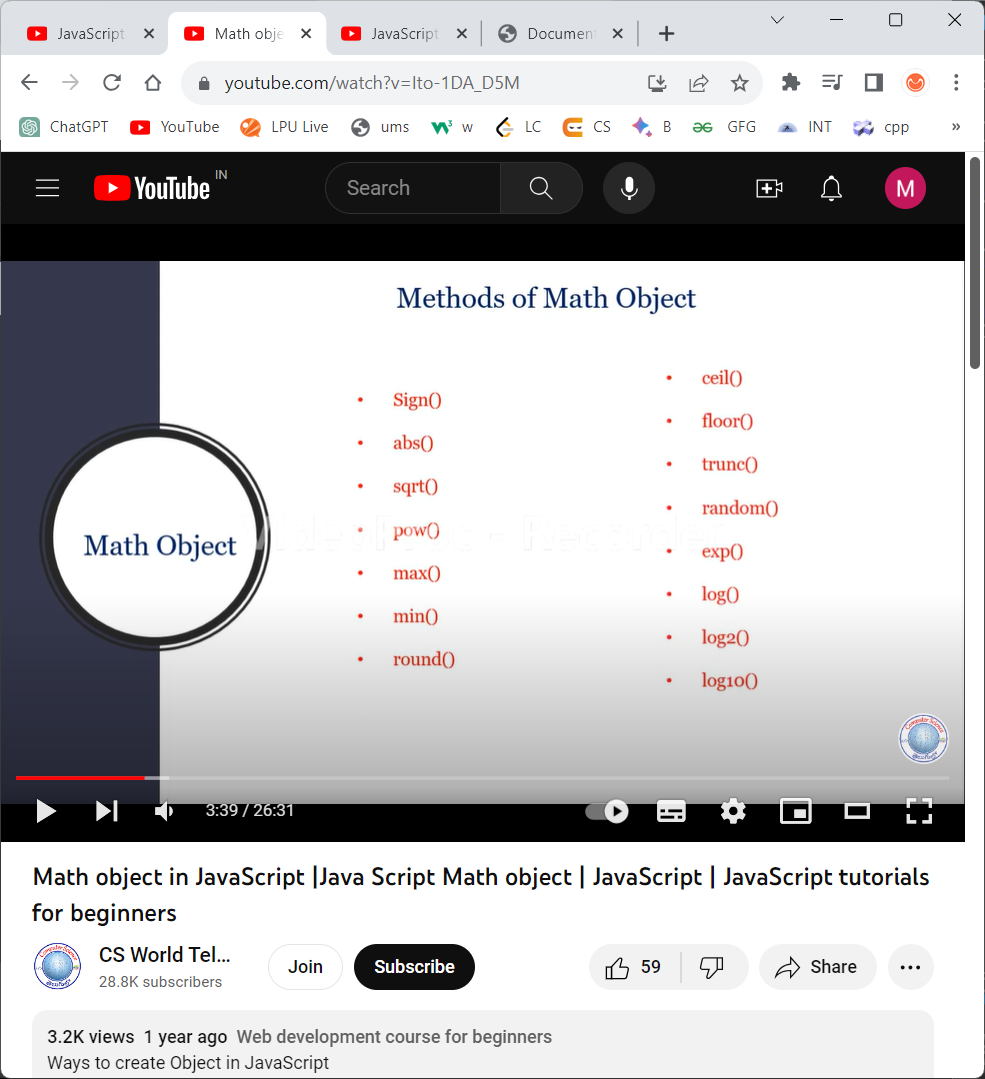 JavaScript
Math obje
JavaScript
Document
youtube.com/watch?v=Ito-1DA_D5M
ChatGPT YouTube LPU Live ums w LC CS B GFG INT cpp »
YouTube IN
Search
M
Methods of Math Object
Math Object
• Sign()
• abs()
• sqrt()
• pow()
• max()
• min()
• round()
• ceil()
• floor()
• trunc()
• random()
• exp()
• log()
• log2()
• log10()
VideoProc - Recorder
3:39 / 26:31
Math object in JavaScript |Java Script Math object | JavaScript | JavaScript tutorials
for beginners
CS World Tel...
28.8K subscribers
Join
Subscribe
59
Share
3.2K views 1 year ago Web development course for beginners
Ways to create Object in JavaScript